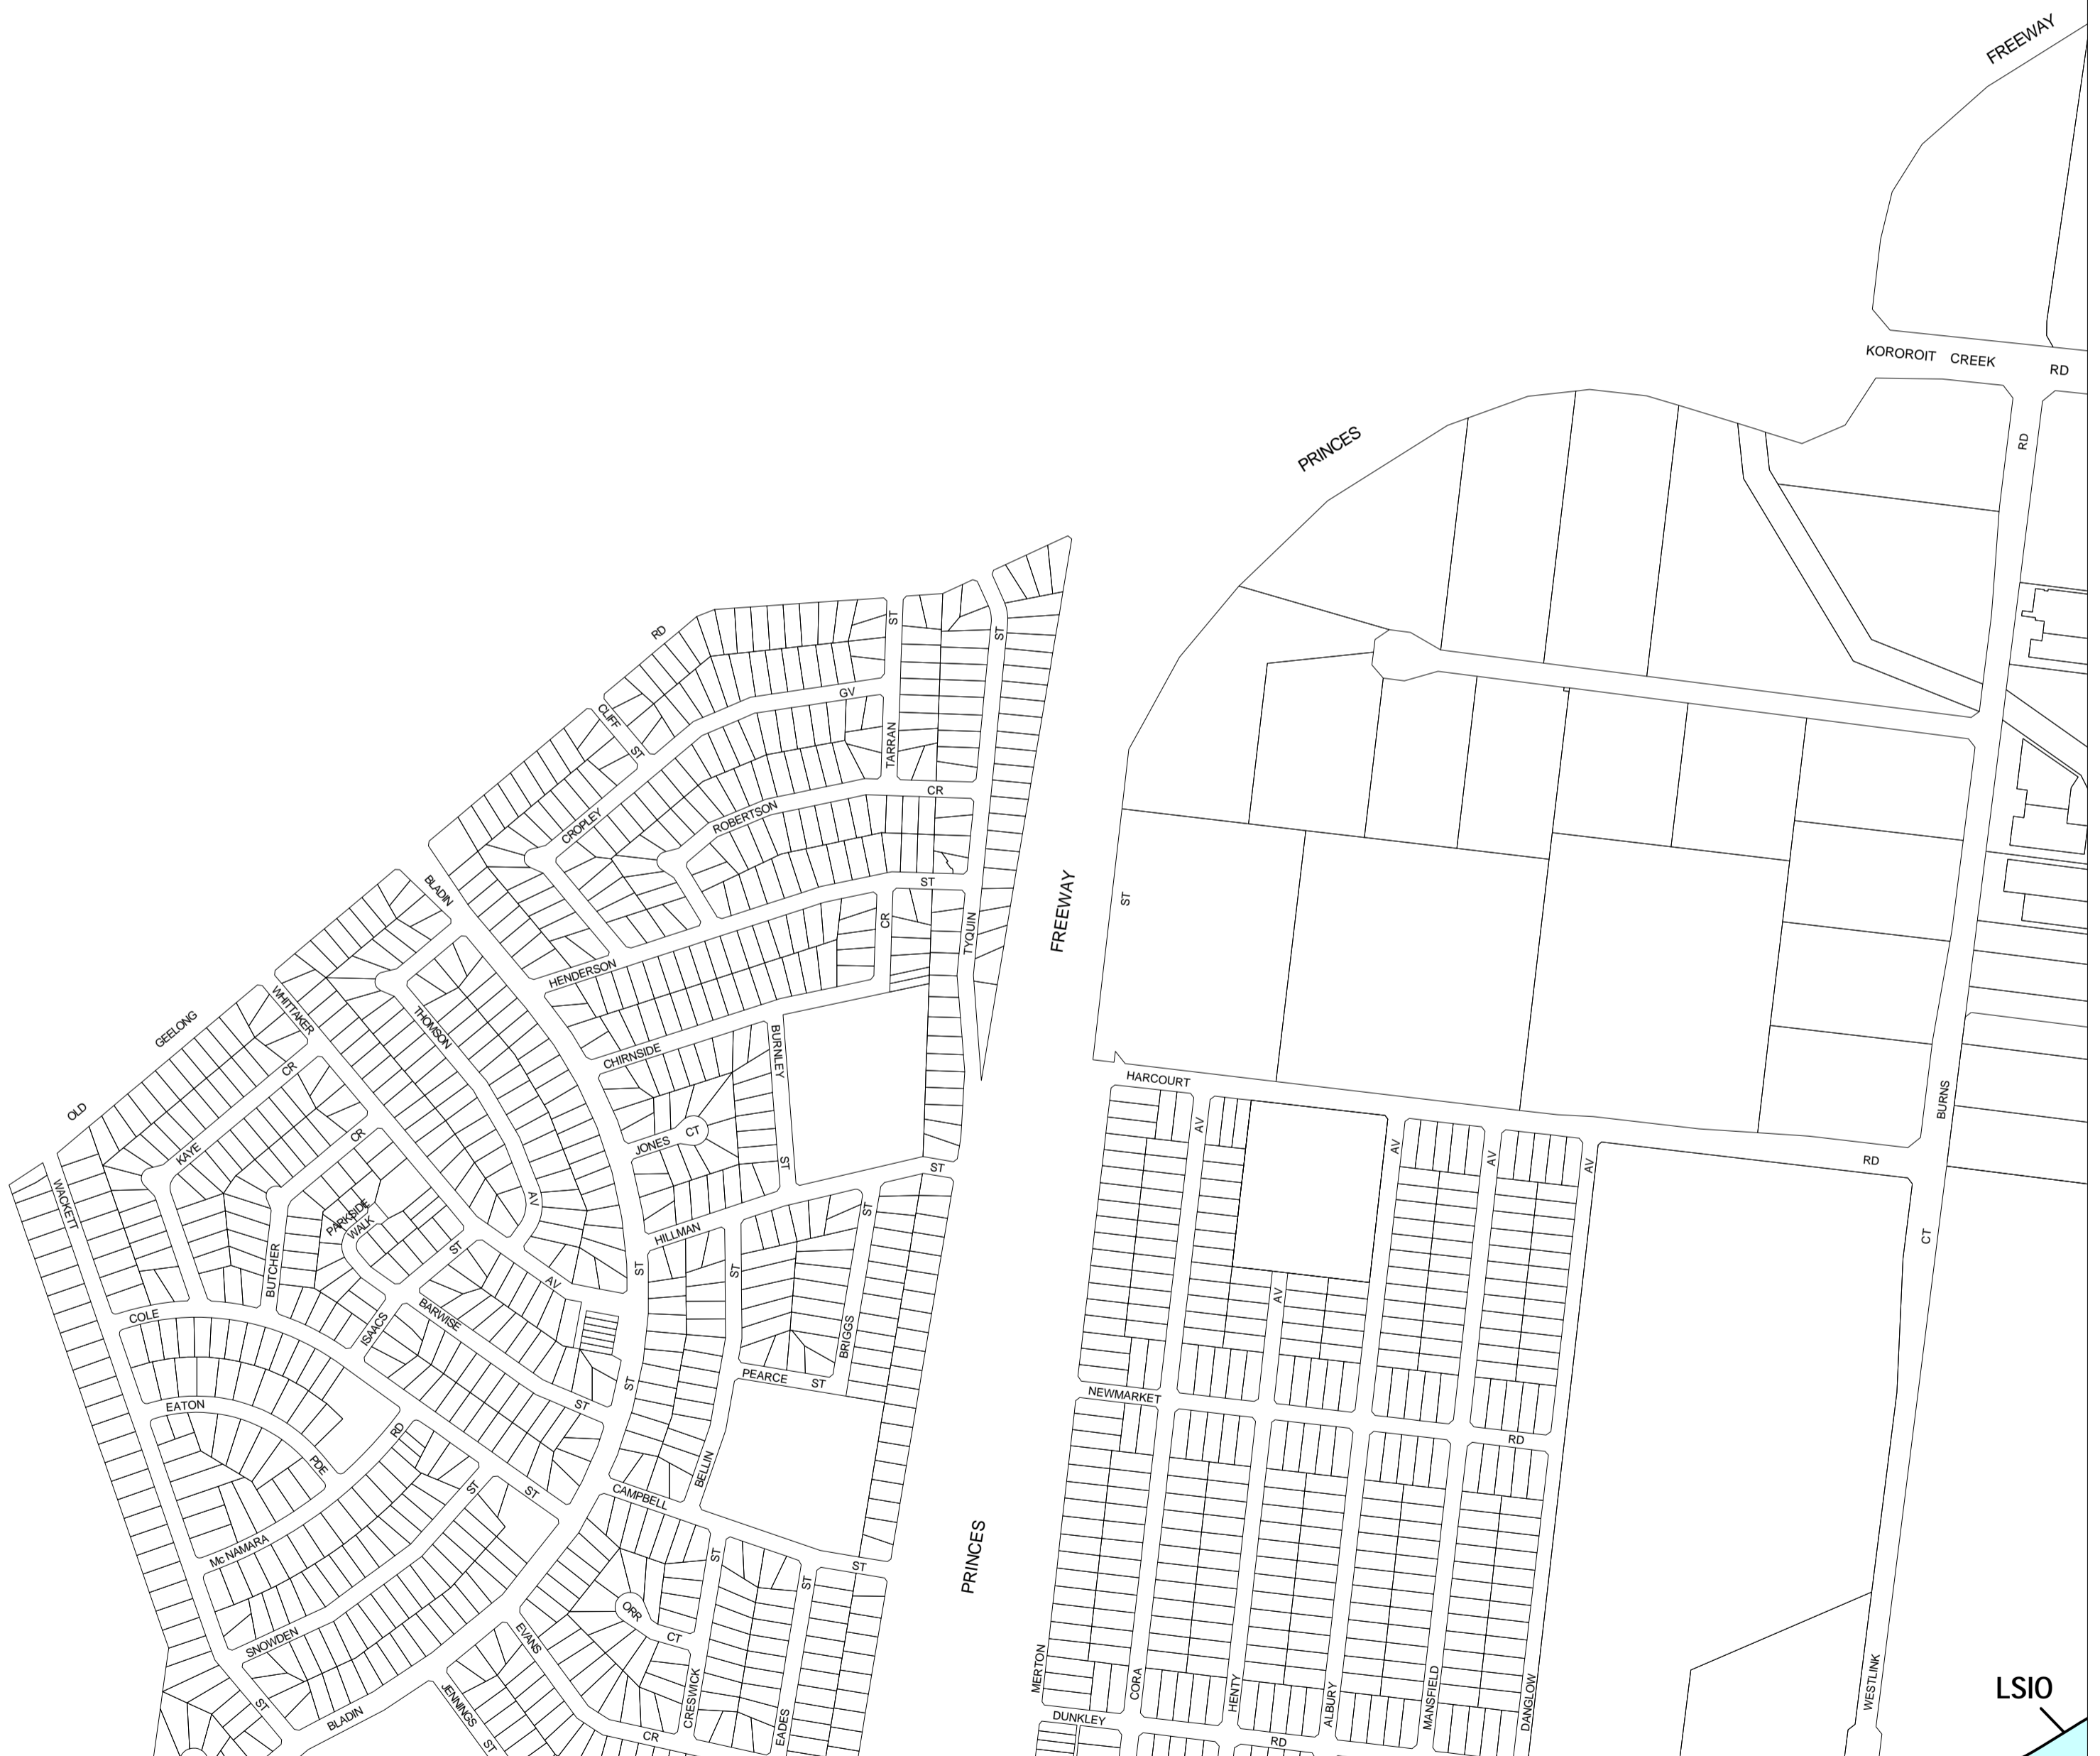 FREEWAY
KOROROIT CREEK
RD
RD
PRINCES
RD
ST
ST
CLIFF
ST
GV
TARRAN
CROPLEY
ROBERTSON
CR
BLADIN
ST
CR
TYQUIN
FREEWAY
ST
HENDERSON
WHITTAKER
GEELONG
THOMSON
CHIRNSIDE
BURNLEY
CR
OLD
KAYE
CR
JONES CT
ST
ST
HARCOURT
AV
AV
AV
AV
RD
BURNS
WACKETT
AV
PARKSIDE
WALK
HILLMAN
ST
ST
ST
ST
CT
BUTCHER
AV
AV
COLE
ISAACS
BARWISE
BRIGGS
PEARCE ST
ST
NEWMARKET
EATON
ST
RD
RD
PDE
BELLIN
ST
ST
CAMPBELL
Mc NAMARA
ST
ST
ST
PRINCES
ORR
CT
SNOWDEN
EVANS
ST
BLADIN
JENNINGS
ST
CR
CRESWICK
EADES
MERTON
CORA
HENTY
ALBURY
MANSFIELD
DANGLOW
WESTLINK
LSIO
DUNKLEY
RD